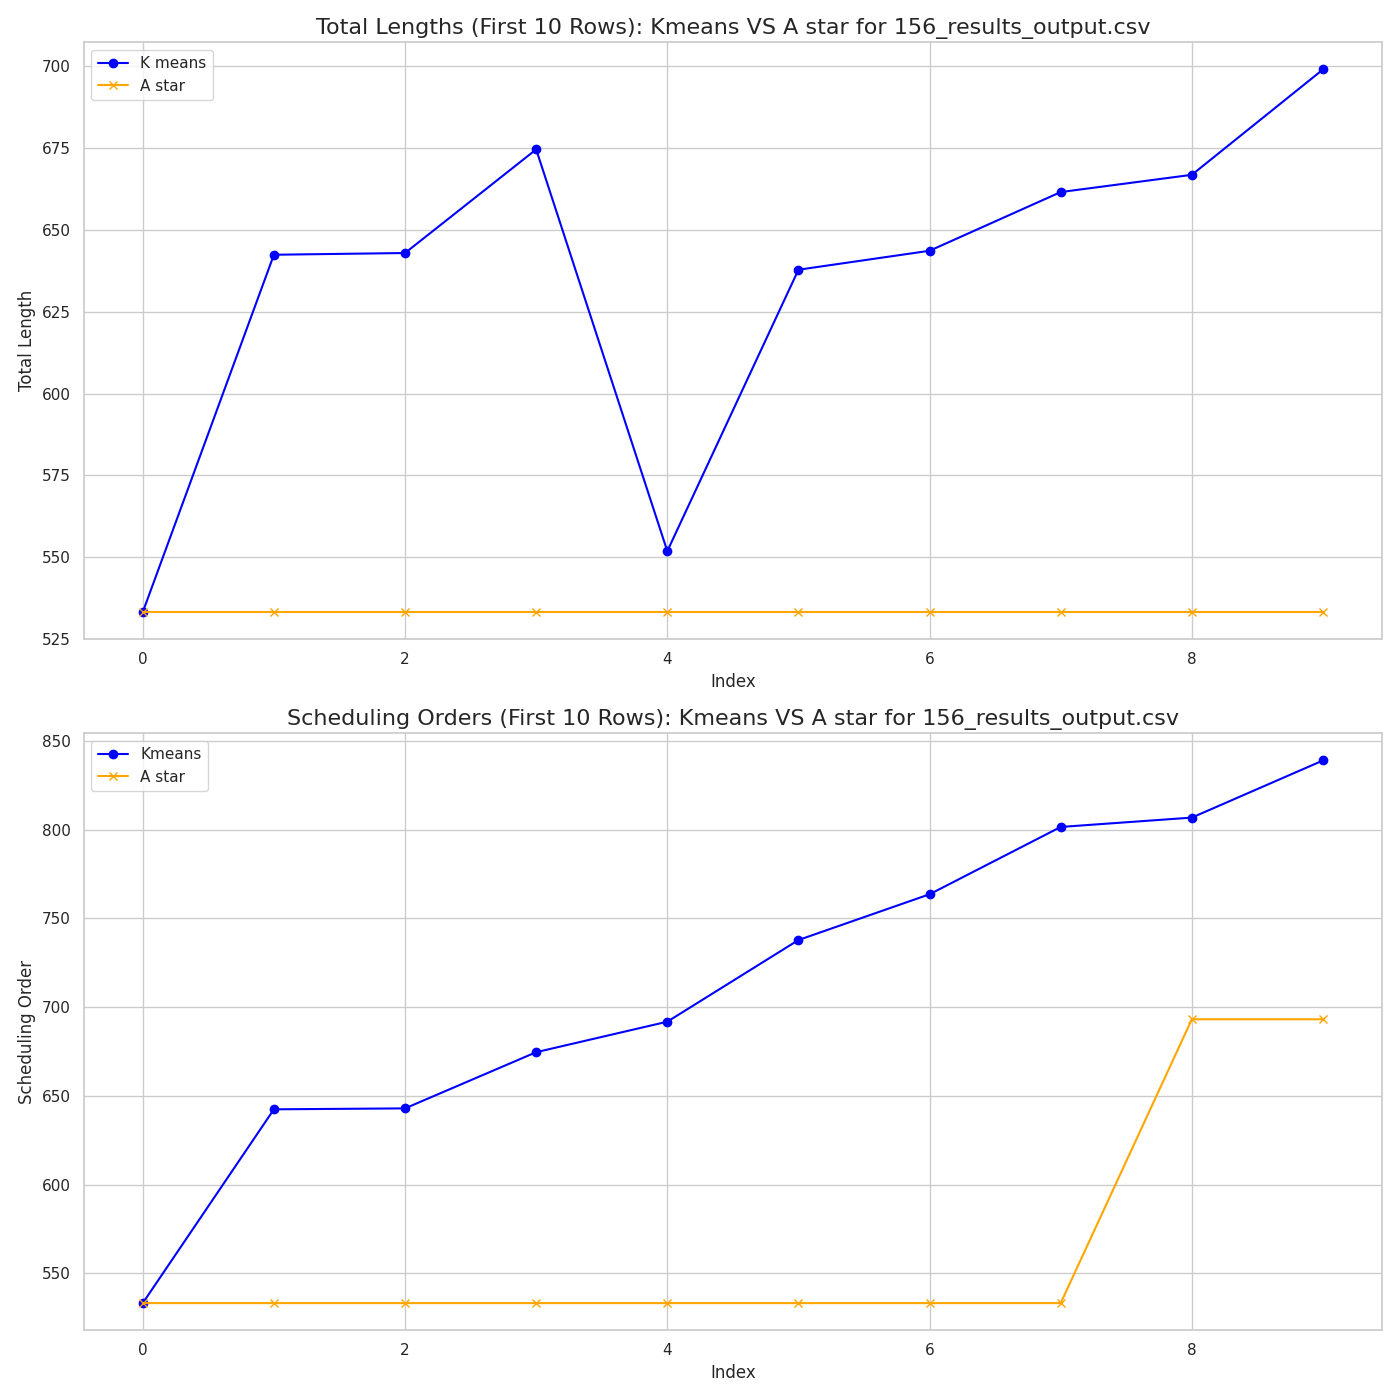 Total Lengths (First 10 Rows): Kmeans VS A star for 156_results_output.csv
K means
A star
700
675
650
625
600
575
550
525
Total Length
0
2
4
6
8
Index
Scheduling Orders (First 10 Rows): Kmeans VS A star for 156_results_output.csv
Kmeans
A star
850
800
750
700
650
600
550
Scheduling Order
0
2
4
6
8
Index